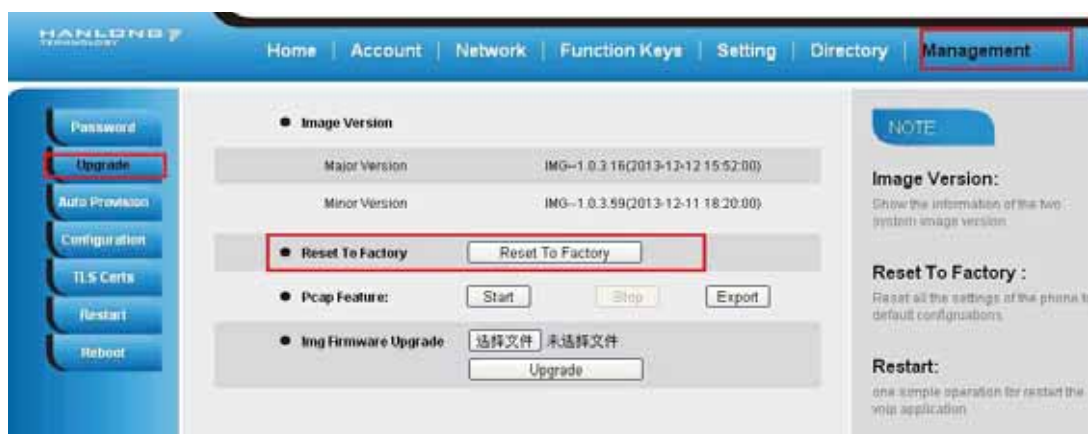 HANLONG
TECHNOLOGY
Home | Account | Network | Function Keys | Setting | Directory | Management
Password
Upgrade
Auto Provision
Configuration
TLS Certs
Restart
Reboot
Image Version
Major Version IMG--1.0.3.16(2013-12-12 15:52:00)
Minor Version IMG--1.0.3.59(2013-12-11 18:20:00)
Reset To Factory Reset To Factory
Pcap Feature: Start Stop Export
Img Firmware Upgrade 选择文件 未选择文件
Upgrade
NOTE
Image Version:
Show the information of the two
system image version
Reset To Factory :
Reset all the settings of the phone to
default configurations
Restart:
one simple operation for restart the
voip application